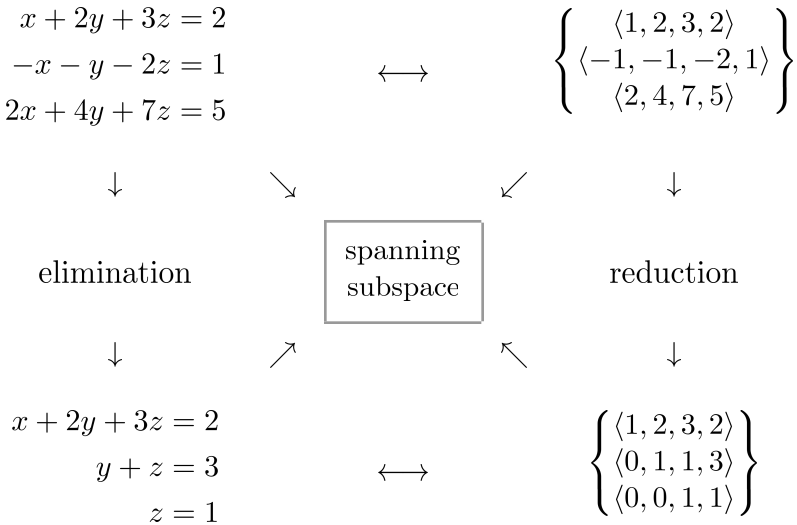 x + 2y + 3z = 2
−x − y − 2z = 1
2x + 4y + 7z = 5
⟷
⟨1, 2, 3, 2⟩
⟨−1, −1, −2, 1⟩
⟨2, 4, 7, 5⟩
↓ ↘ ↙ ↓
elimination
spanning
subspace
reduction
↓ ↗ ↖ ↓
x + 2y + 3z = 2
y + z = 3
z = 1
⟷
⟨1, 2, 3, 2⟩
⟨0, 1, 1, 3⟩
⟨0, 0, 1, 1⟩